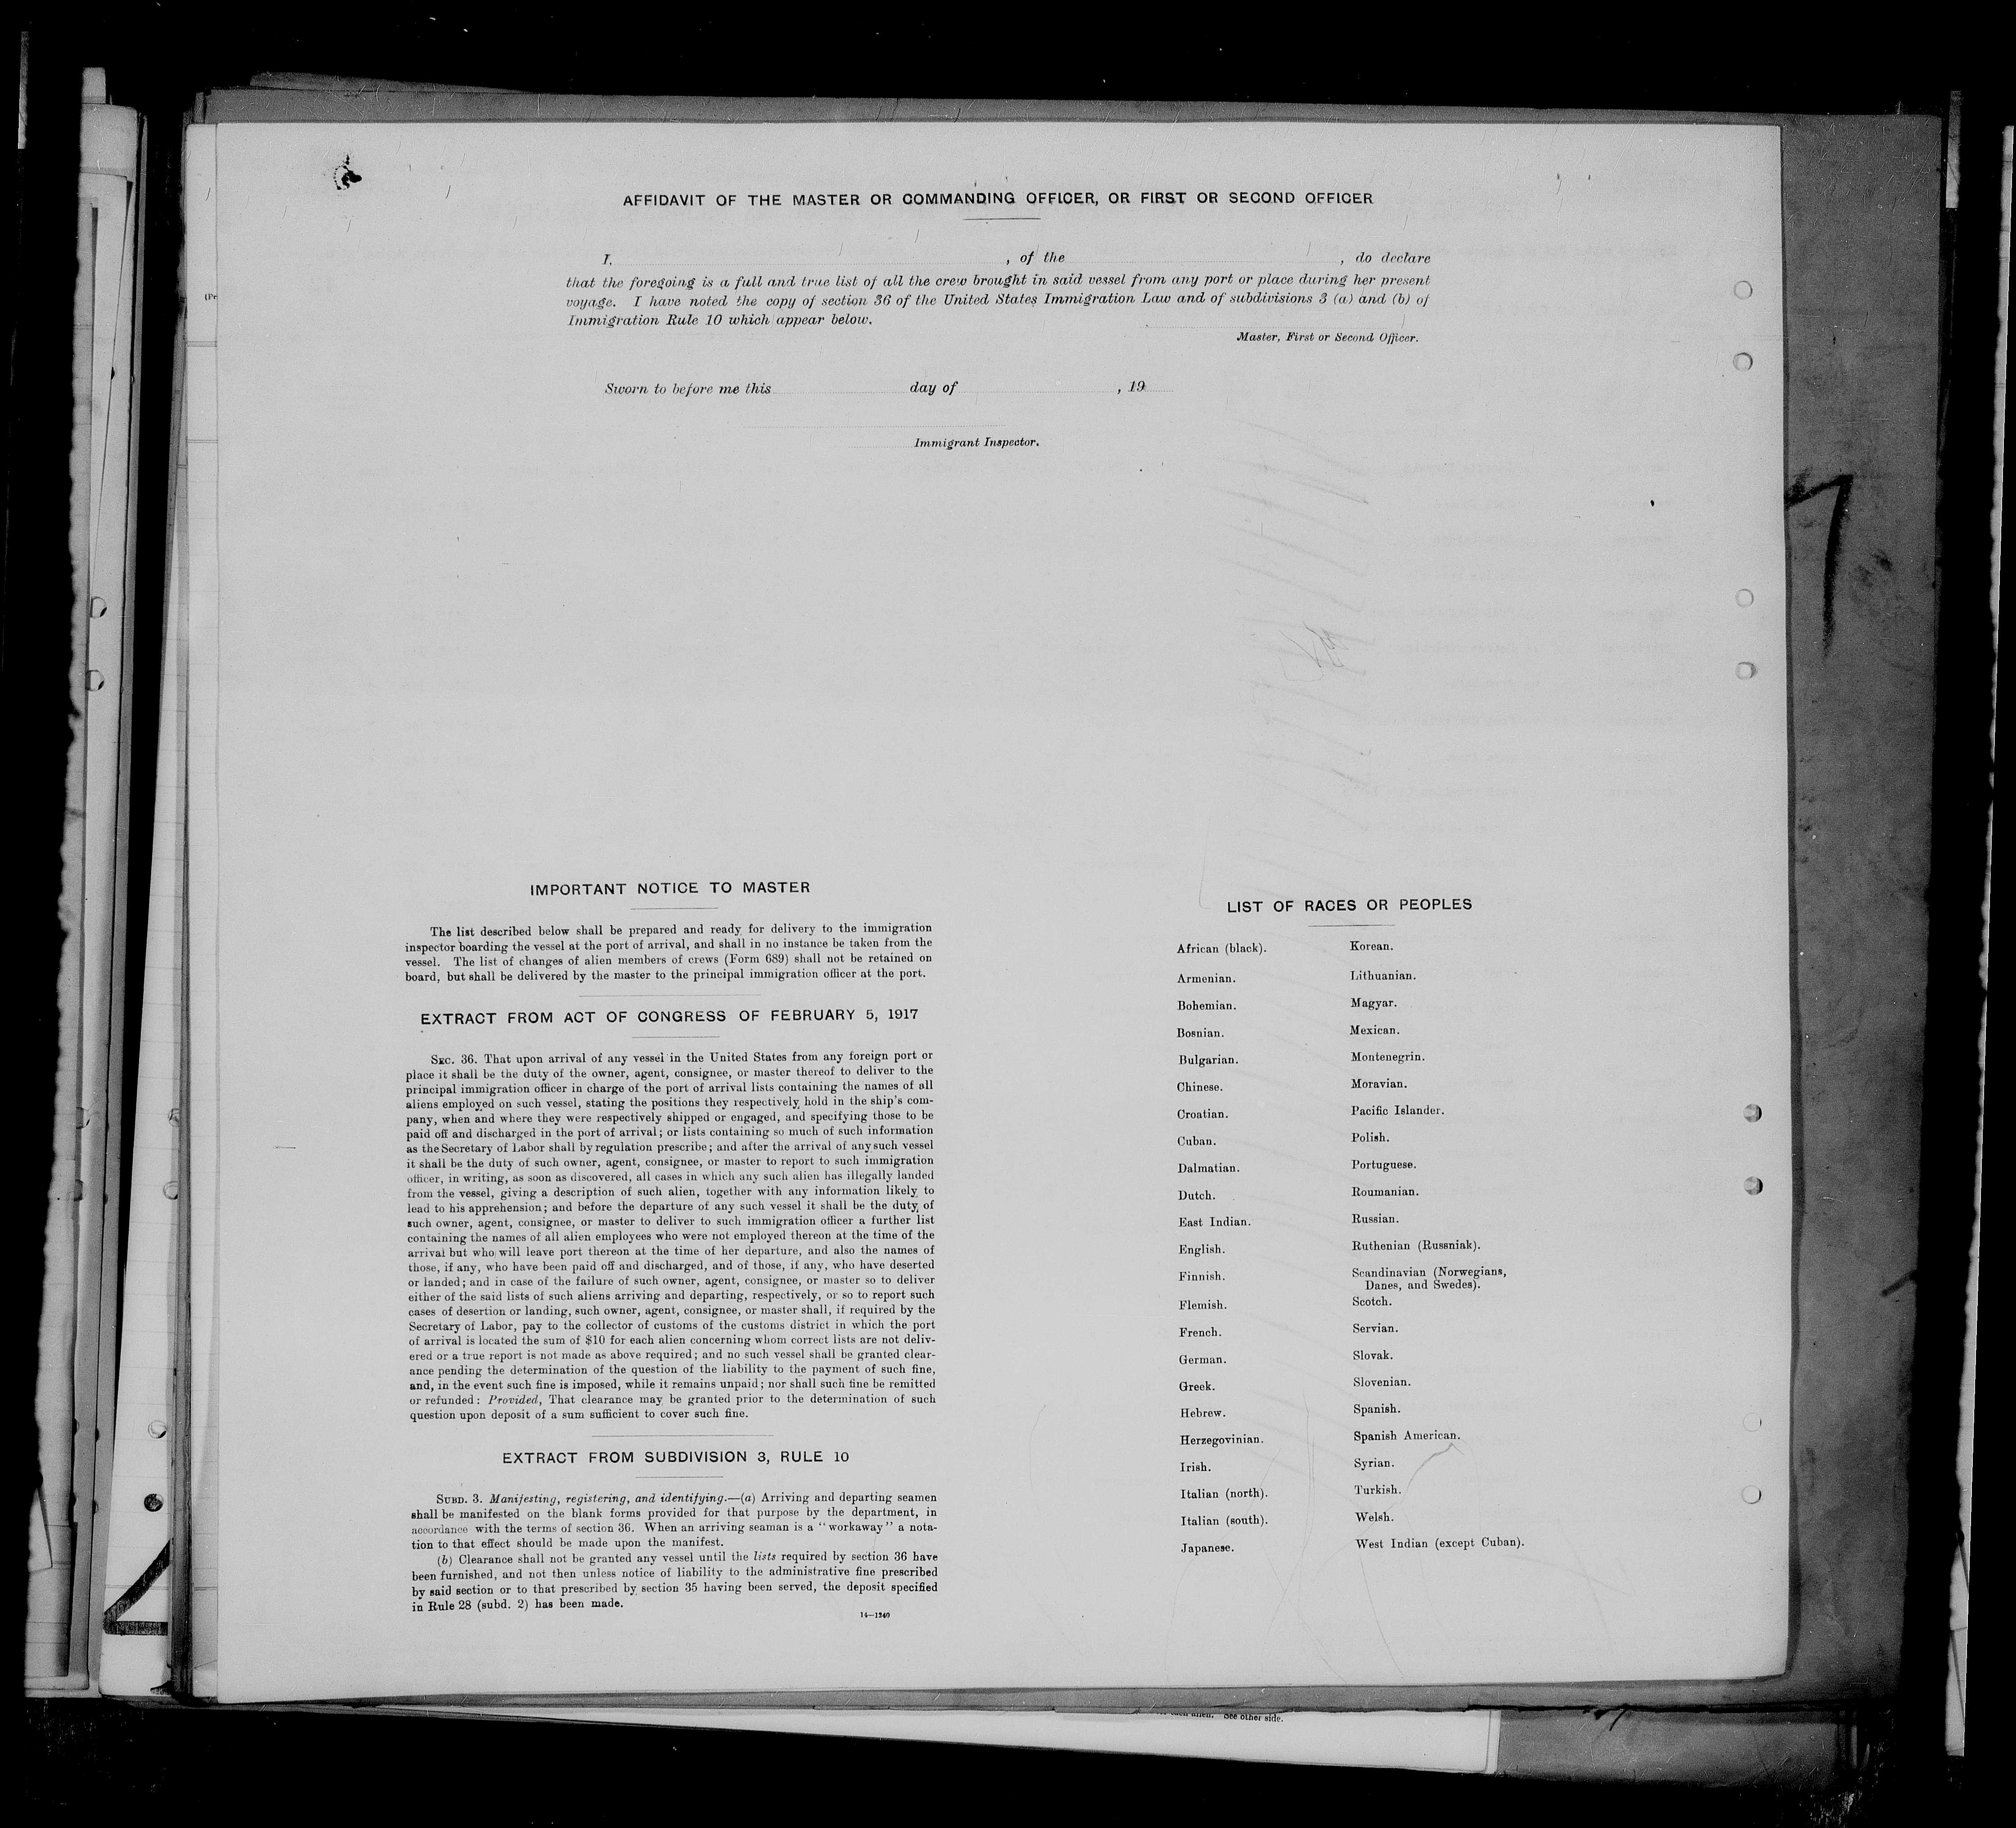 AFFIDAVIT OF THE MASTER OR COMMANDING OFFICER, OR FIRST OR SECOND OFFICER
I, , of the , do declare
that the foregoing is a full and true list of all the crew brought in said vessel from any port or place during her present
voyage. I have noted the copy of section 36 of the United States Immigration Law and of subdivisions 3 (a) and (b) of
Immigration Rule 10 which appear below.
Master, First or Second Officer.
Sworn to before me this day of , 19
Immigrant Inspector.
IMPORTANT NOTICE TO MASTER
The list described below shall be prepared and ready for delivery to the immigration
inspector boarding the vessel at the port of arrival, and shall in no instance be taken from the
vessel. The list of changes of alien members of crews (Form 689) shall not be retained on
board, but shall be delivered by the master to the principal immigration officer at the port.
EXTRACT FROM ACT OF CONGRESS OF FEBRUARY 5, 1917
SEC. 36. That upon arrival of any vessel in the United States from any foreign port or
place it shall be the duty of the owner, agent, consignee, or master thereof to deliver to the
principal immigration officer in charge of the port of arrival lists containing the names of all
aliens employed on such vessel, stating the positions they respectively hold in the ship's com-
pany, when and where they were respectively shipped or engaged, and specifying those to be
paid off and discharged in the port of arrival; or lists containing so much of such information
as the Secretary of Labor shall by regulation prescribe; and after the arrival of any such vessel
it shall be the duty of such owner, agent, consignee, or master to report to such immigration
officer, in writing, as soon as discovered, all cases in which any such alien has illegally landed
from the vessel, giving a description of such alien, together with any information likely to
lead to his apprehension; and before the departure of any such vessel it shall be the duty of
such owner, agent, consignee, or master to deliver to such immigration officer a further list
containing the names of all alien employees who were not employed thereon at the time of the
arrival but who will leave port thereon at the time of her departure, and also the names of
those, if any, who have been paid off and discharged, and of those, if any, who have deserted
or landed; and in case of the failure of such owner, agent, consignee, or master so to deliver
either of the said lists of such aliens arriving and departing, respectively, or so to report such
cases of desertion or landing, such owner, agent, consignee, or master shall, if required by the
Secretary of Labor, pay to the collector of customs of the customs district in which the port
of arrival is located the sum of $10 for each alien concerning whom correct lists are not deliv-
ered or a true report is not made as above required; and no such vessel shall be granted clear-
ance pending the determination of the question of the liability to the payment of such fine,
and, in the event such fine is imposed, while it remains unpaid; nor shall such fine be remitted
or refunded: Provided, That clearance may be granted prior to the determination of such
question upon deposit of a sum sufficient to cover such fine.
EXTRACT FROM SUBDIVISION 3, RULE 10
SUBD. 3. Manifesting, registering, and identifying.—(a) Arriving and departing seamen
shall be manifested on the blank forms provided for that purpose by the department, in
accordance with the terms of section 36. When an arriving seaman is a "workaway" a nota-
tion to that effect should be made upon the manifest.
(b) Clearance shall not be granted any vessel until the lists required by section 36 have
been furnished, and not then unless notice of liability to the administrative fine prescribed
by said section or to that prescribed by section 35 having been served, the deposit specified
in Rule 28 (subd. 2) has been made.
14—1240
LIST OF RACES OR PEOPLES
African (black).
Armenian.
Bohemian.
Bosnian.
Bulgarian.
Chinese.
Croatian.
Cuban.
Dalmatian.
Dutch.
East Indian.
English.
Finnish.
Flemish.
French.
German.
Greek.
Hebrew.
Herzegovinian.
Irish.
Italian (north).
Italian (south).
Japanese.
Korean.
Lithuanian.
Magyar.
Mexican.
Montenegrin.
Moravian.
Pacific Islander.
Polish.
Portuguese.
Roumanian.
Russian.
Ruthenian (Russniak).
Scandinavian (Norwegians,
Danes, and Swedes).
Scotch.
Servian.
Slovak.
Slovenian.
Spanish.
Spanish American.
Syrian.
Turkish.
Welsh.
West Indian (except Cuban).
alien. See other side.